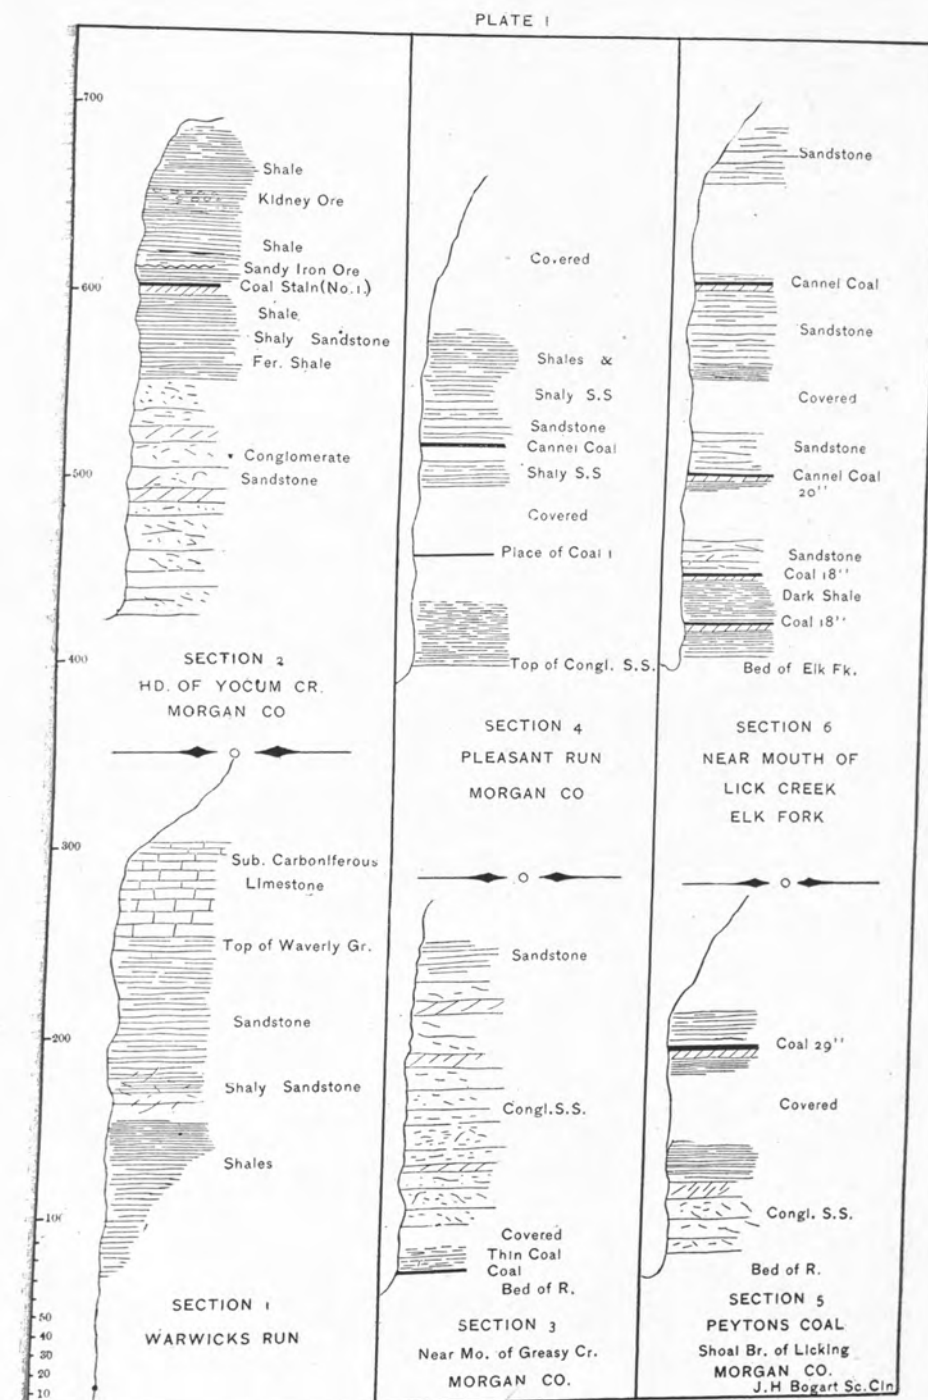 PLATE 1
700
600
500
400
300
200
100
50
40
30
20
10
Shale
Kidney Ore
Shale
Sandy Iron Ore
Coal Stain (No. 1.)
Shale
Shaly Sandstone
Fer. Shale
Conglomerate
Sandstone
SECTION 2
HD. OF YOCUM CR.
MORGAN CO
Sub. Carboniferous
Limestone
Top of Waverly Gr.
Sandstone
Shaly Sandstone
Shales
SECTION 1
WARWICKS RUN
Covered
Shales &
Shaly S.S
Sandstone
Cannel Coal
Shaly S.S
Covered
Place of Coal 1
Top of Congl. S.S.
SECTION 4
PLEASANT RUN
MORGAN CO
Sandstone
Congl. S.S.
Covered
Thin Coal
Coal
Bed of R.
SECTION 3
Near Mo. of Greasy Cr.
MORGAN CO.
Sandstone
Cannel Coal
Sandstone
Covered
Sandstone
Cannel Coal
20"
Sandstone
Coal 18"
Dark Shale
Coal 18"
Bed of Elk Fk.
SECTION 6
NEAR MOUTH OF
LICK CREEK
ELK FORK
Coal 29"
Covered
Congl. S.S.
Bed of R.
SECTION 5
PEYTONS COAL
Shoal Br. of Licking
MORGAN CO.
J.H Bogart Sc. Cin